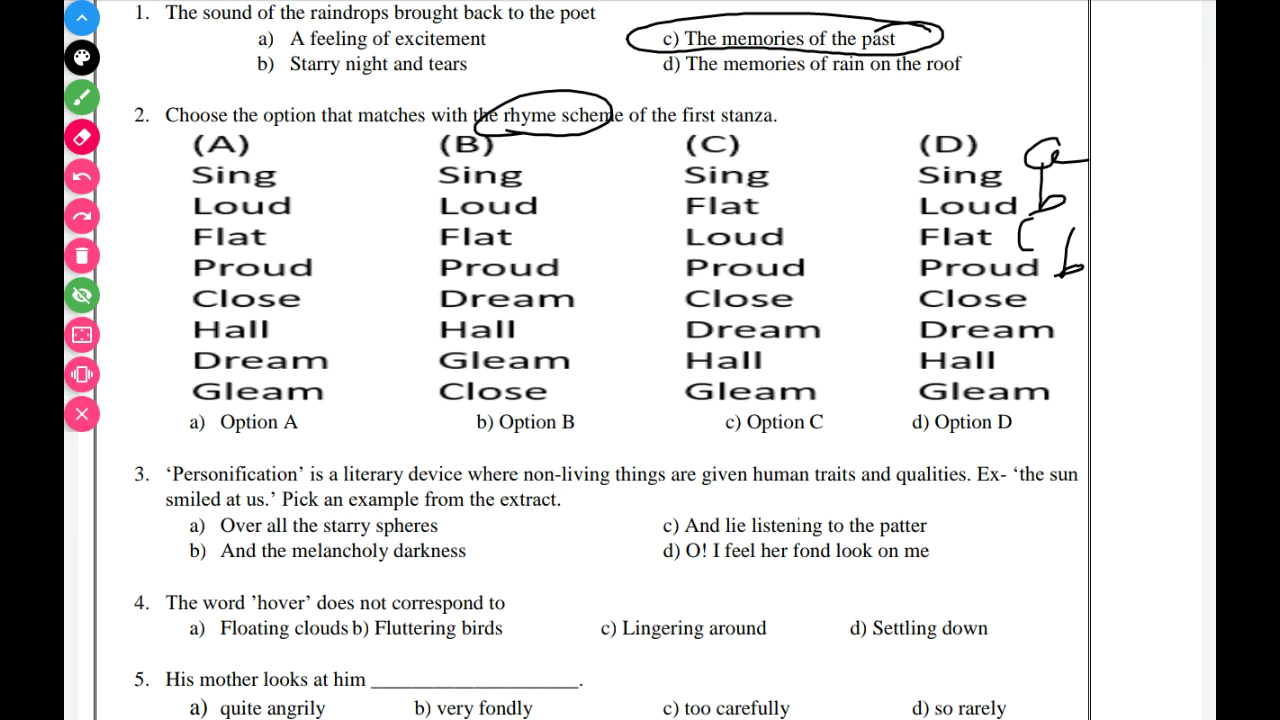 1. The sound of the raindrops brought back to the poet
a) A feeling of excitement c) The memories of the past
b) Starry night and tears d) The memories of rain on the roof
2. Choose the option that matches with the rhyme scheme of the first stanza.
(A) (B) (C) (D) a
Sing Sing Sing Sing
Loud Loud Flat Loud b
Flat Flat Loud Flat c
Proud Proud Proud Proud b
Close Dream Close Close
Hall Hall Dream Dream
Dream Gleam Hall Hall
Gleam Close Gleam Gleam
a) Option A b) Option B c) Option C d) Option D
3. ‘Personification’ is a literary device where non-living things are given human traits and qualities. Ex- ‘the sun
smiled at us.’ Pick an example from the extract.
a) Over all the starry spheres c) And lie listening to the patter
b) And the melancholy darkness d) O! I feel her fond look on me
4. The word ’hover’ does not correspond to
a) Floating clouds b) Fluttering birds c) Lingering around d) Settling down
5. His mother looks at him ____________________.
a) quite angrily b) very fondly c) too carefully d) so rarely